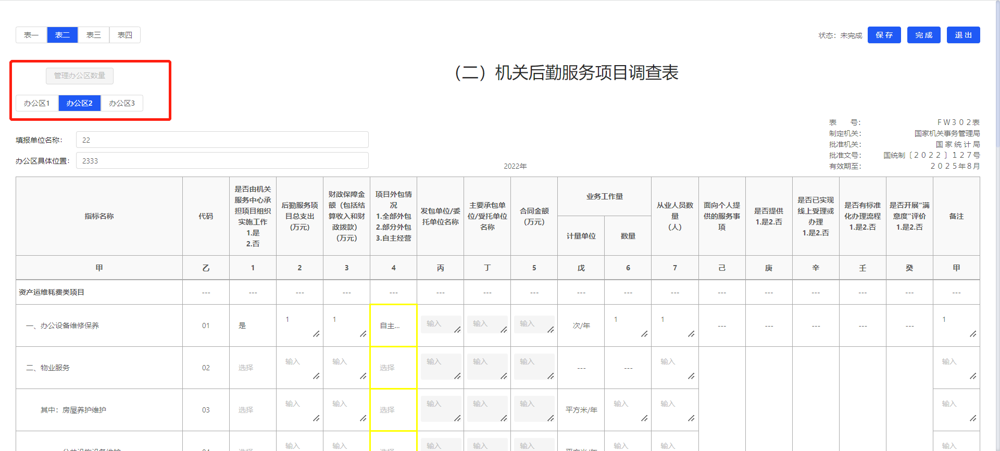 表一 表二 表三 表四
状态：未完成 保 存 完 成 退 出
管理办公区数量
（二）机关后勤服务项目调查表
办公区1 办公区2 办公区3
表 号： ＦＷ３０２表
制定机关： 国家机关事务管理局
批准机关： 国 家 统 计 局
批准文号： 国统制〔２０２２〕１２７号
有效期至： ２０２５年８月
填报单位名称： 22
办公区具体位置： 2333
2022年
指标名称
代码
是否由机关
服务中心承
担项目组织
实施工作
1.是
2.否
后勤服务项
目总支出
(万元)
财政保障金
额（包括结
算收入和财
政拨款）
（万元）
项目外包情
况
1.全部外包
2.部分外包
3.自主经营
发包单位/委
托单位名称
主要承包单
位/受托单位
名称
合同金额
（万元）
业务工作量
计量单位
数量
从业人员数
量
（人）
面向个人提
供的服务事
项
是否提供
1.是2.否
是否已实现
线上受理或
办理
1.是2.否
是否有标准
化办理流程
1.是2.否
是否开展“满
意度”评价
1.是2.否
备注
甲 乙 1 2 3 4 丙 丁 5 戊 6 7 己 庚 辛 壬 癸 甲
资产运维耗费类项目 --- --- --- --- --- --- --- --- --- --- --- --- --- --- --- --- ---
一、办公设备维修保养 01 是 1 1 自主... 输入 输入 输入 次/年 1 1 --- --- --- --- --- 1
二、物业服务 02 选择 输入 输入 选择 输入 输入 输入 --- --- 输入 输入
其中：房屋养护维护 03 选择 输入 输入 选择 输入 输入 输入 平方米/年 输入 输入 输入
输入 输入 输入 输入 输入 输入 输入 输入